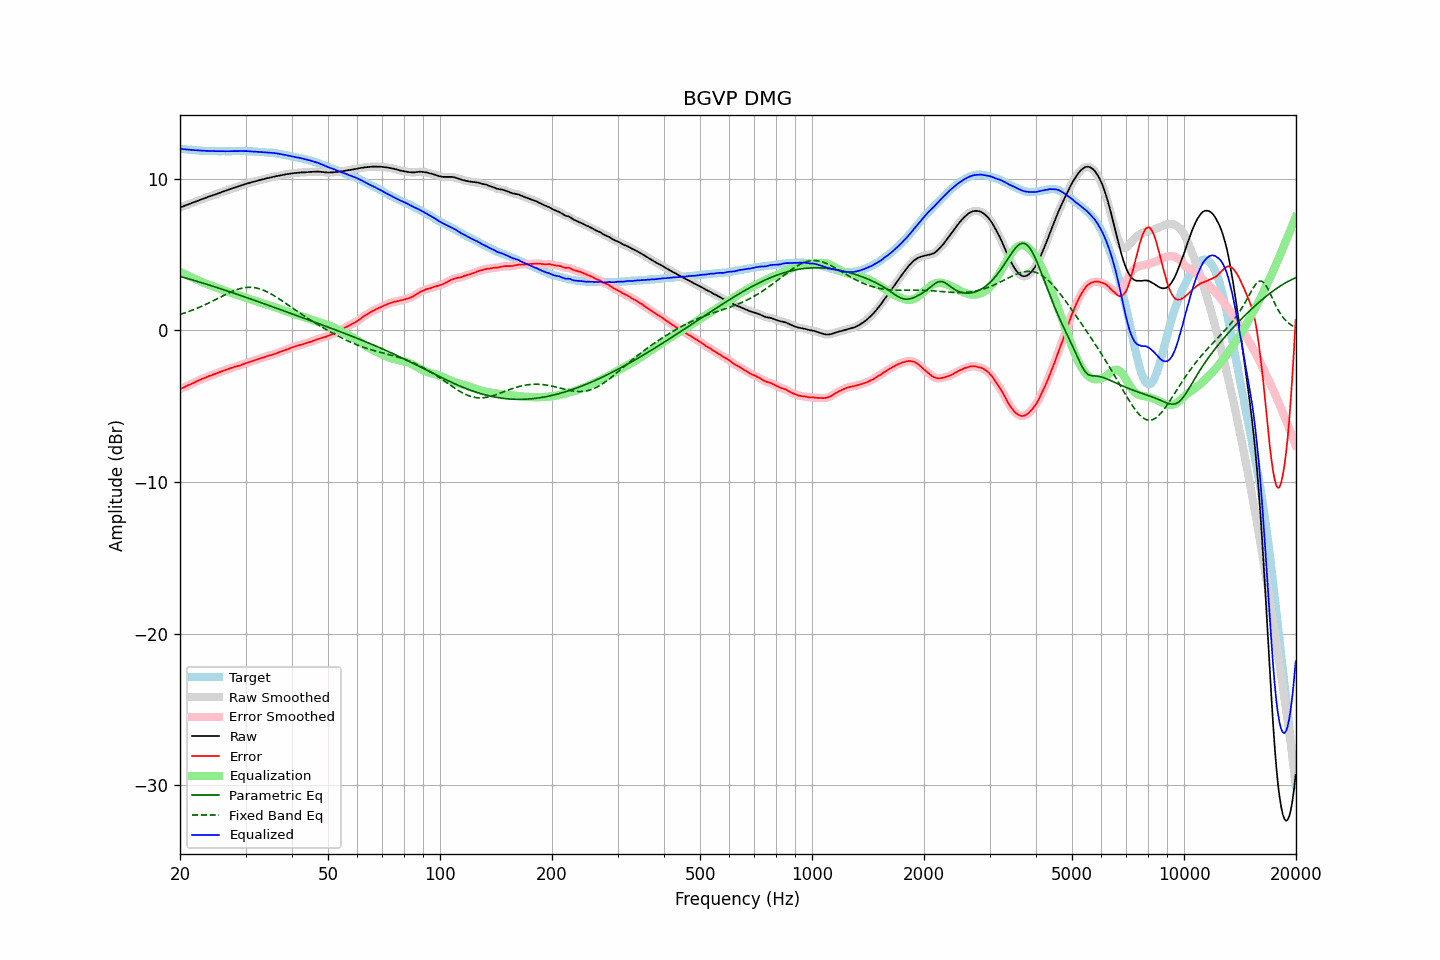 BGVP DMG
Amplitude (dBr)
10
0
−10
−20
−30
Target
Raw Smoothed
Error Smoothed
Raw
Error
Equalization
Parametric Eq
Fixed Band Eq
Equalized
20 50 100 200 500 1000 2000 5000 10000 20000
Frequency (Hz)